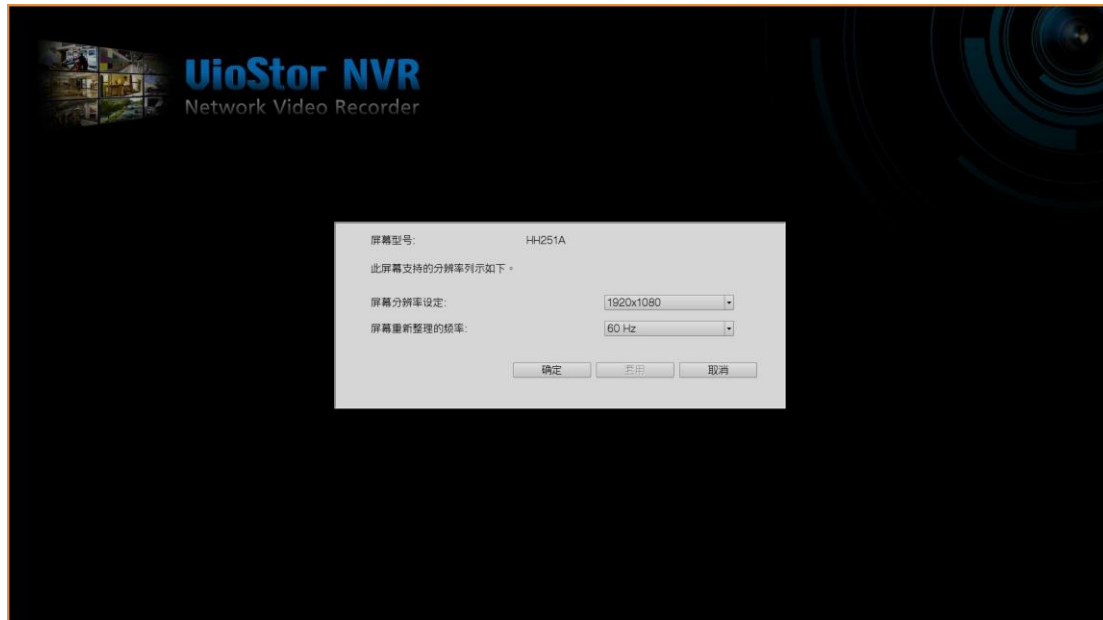 VioStor NVR
Network Video Recorder
屏幕型号: HH251A
此屏幕支持的分辨率列示如下。
屏幕分辨率设定: 1920x1080
屏幕重新整理的频率: 60 Hz
确定 套用 取消